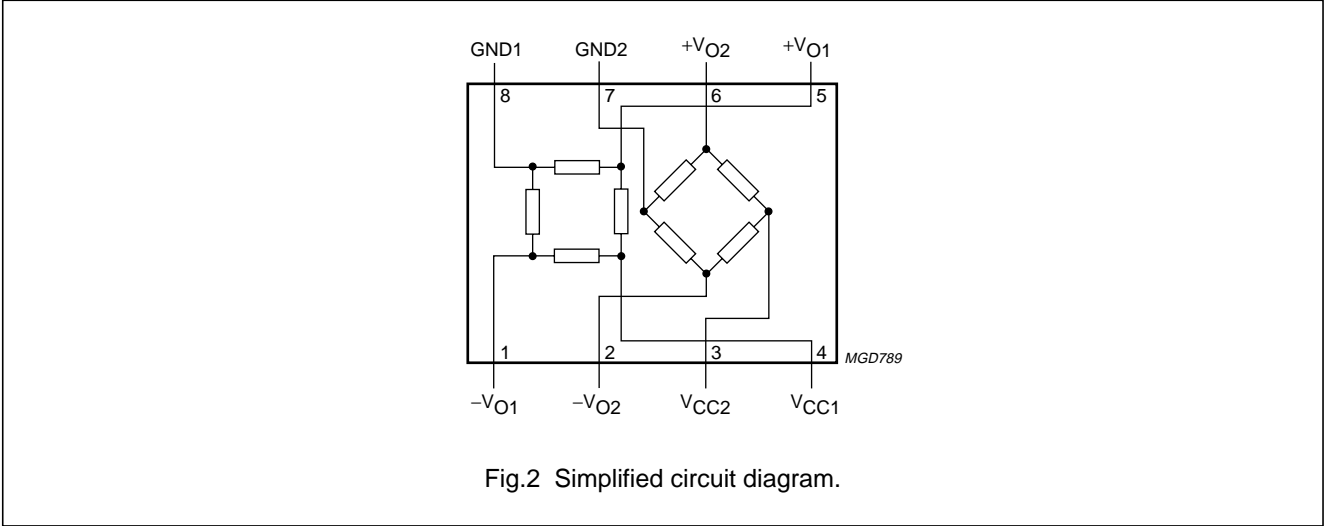 GND1 GND2 +VO2 +VO1
8 7 6 5
1 2 3 4 MGD789
−VO1 −VO2 VCC2 VCC1
Fig.2 Simplified circuit diagram.